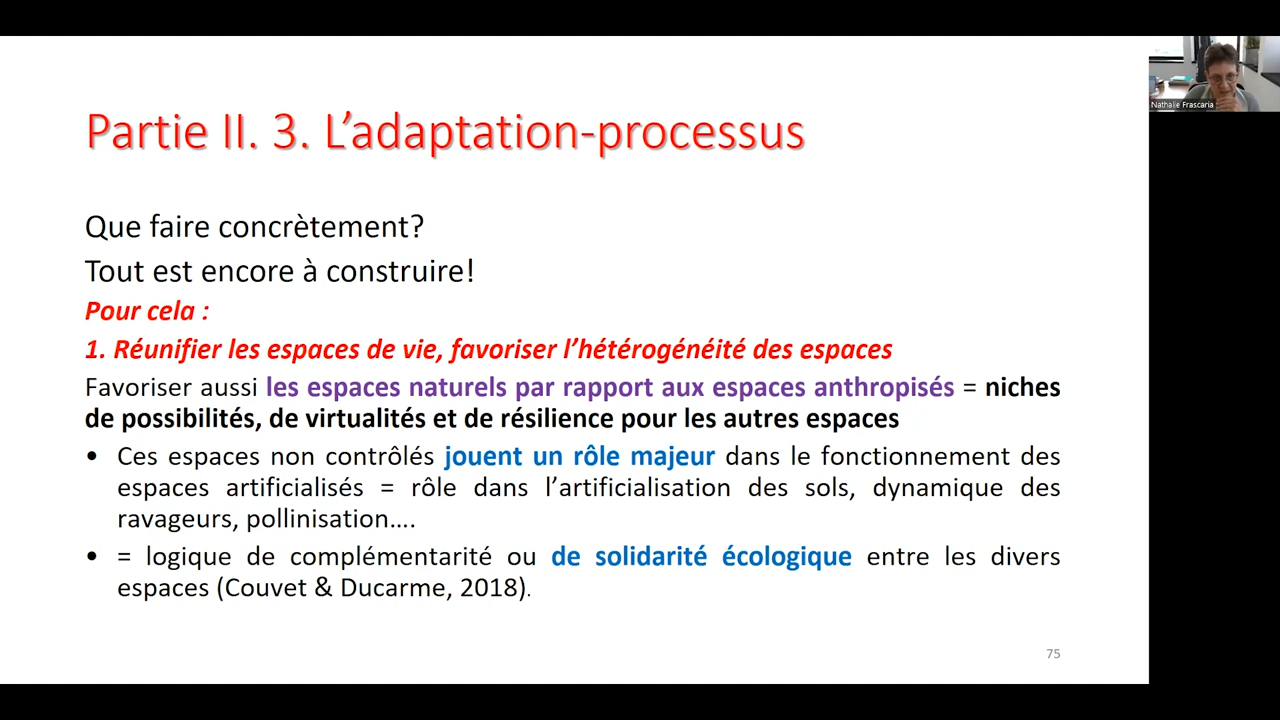 Nathalie Frascaria
Partie II. 3. L’adaptation-processus
Que faire concrètement?
Tout est encore à construire!
Pour cela :
1. Réunifier les espaces de vie, favoriser l’hétérogénéité des espaces
Favoriser aussi les espaces naturels par rapport aux espaces anthropisés = niches
de possibilités, de virtualités et de résilience pour les autres espaces
• Ces espaces non contrôlés jouent un rôle majeur dans le fonctionnement des
espaces artificialisés = rôle dans l’artificialisation des sols, dynamique des
ravageurs, pollinisation….
• = logique de complémentarité ou de solidarité écologique entre les divers
espaces (Couvet & Ducarme, 2018).
75